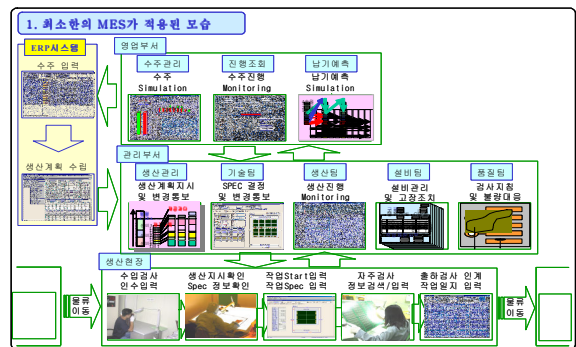 1. 최소한의 MES가 적용된 모습
ERP시스템
수주 입력
생산계획 수립
영업부서
수주관리
수주
Simulation
진행조회
수주진행
Monitoring
납기예측
납기예측
Simulation
관리부서
생산관리
생산계획지시
및 변경통보
기술팀
SPEC 결정
및 변경통보
생산팀
생산진행
Monitoring
설비팀
설비관리
및 고장조치
품질팀
검사지침
및 불량대응
생산현장
수입검사
인수입력
생산지시확인
Spec 정보확인
작업Start입력
작업Spec 입력
자주검사
정보검색/입력
출하검사 인계
작업일지 입력
물류
이동
물류
이동